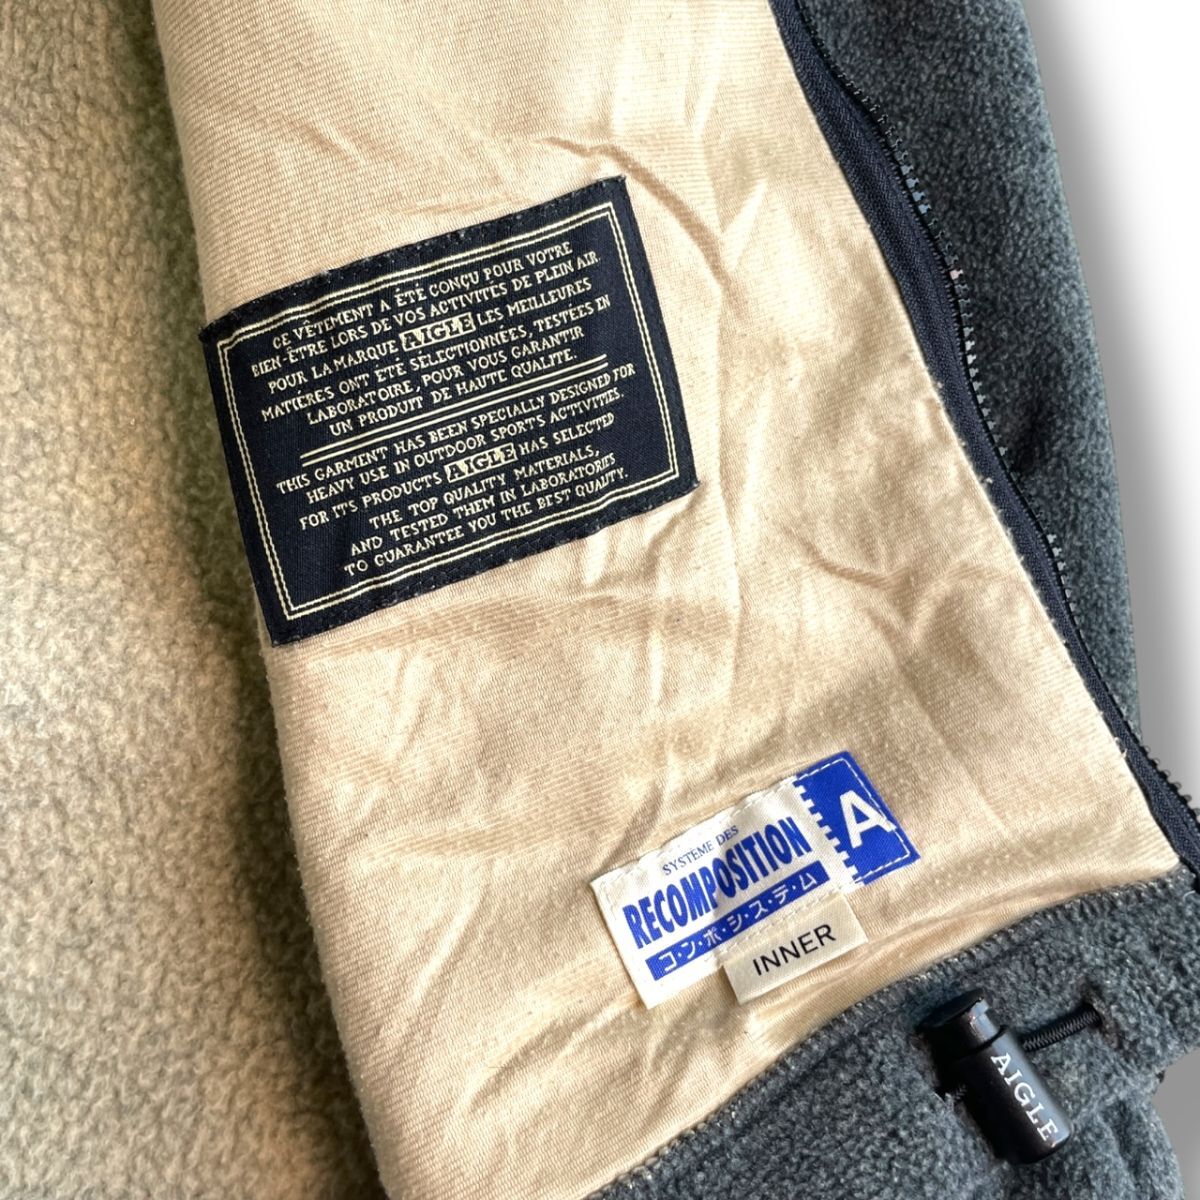 CE VÊTEMENT A ÉTÉ CONÇU POUR VOTRE
BIEN-ÊTRE LORS DE VOS ACTIVITÉS DE PLEIN AIR.
POUR LA MARQUE AIGLE LES MEILLEURES
MATIÈRES ONT ÉTÉ SÉLECTIONNÉES, TESTÉES EN
LABORATOIRE, POUR VOUS GARANTIR
UN PRODUIT DE HAUTE QUALITE.
THIS GARMENT HAS BEEN SPECIALLY DESIGNED FOR
HEAVY USE IN OUTDOOR SPORTS ACTIVITIES.
FOR IT'S PRODUCTS AIGLE HAS SELECTED
THE TOP QUALITY MATERIALS,
AND TESTED THEM IN LABORATORIES
TO GUARANTEE YOU THE BEST QUALITY.
SYSTÈME DES
RECOMPOSITION
A
コ・ン・ポ・シ・ス・テ・ム
INNER
AIGLE